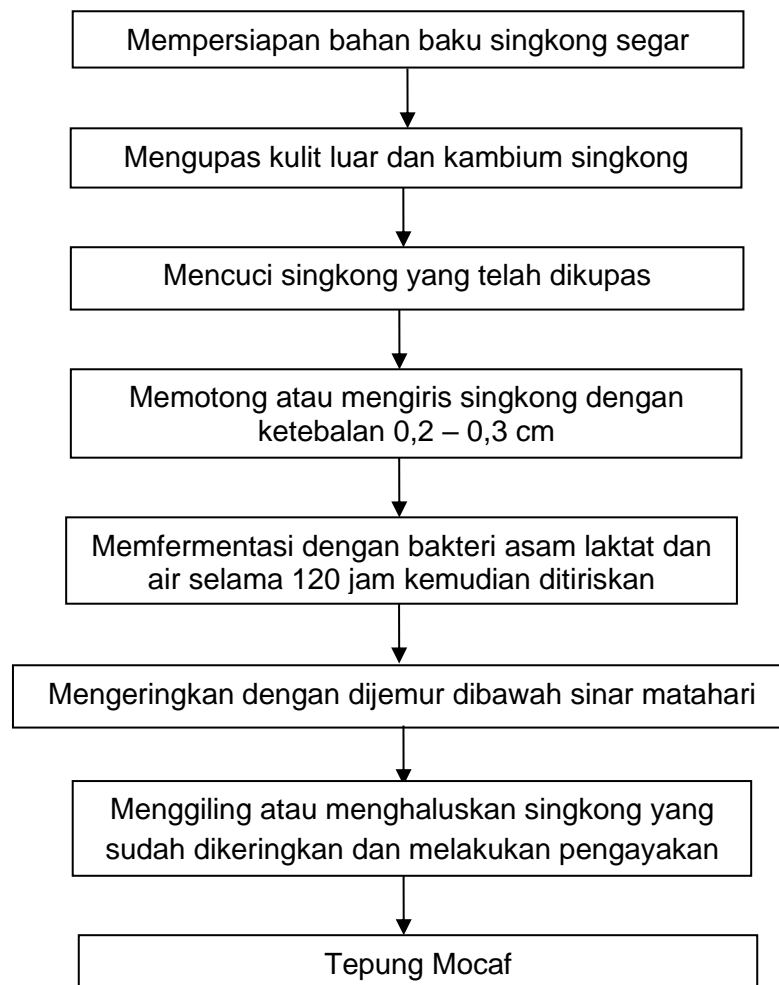 Mempersiapan bahan baku singkong segar
Mengupas kulit luar dan kambium singkong
Mencuci singkong yang telah dikupas
Memotong atau mengiris singkong dengan
ketebalan 0,2 – 0,3 cm
Memfermentasi dengan bakteri asam laktat dan
air selama 120 jam kemudian ditiriskan
Mengeringkan dengan dijemur dibawah sinar matahari
Menggiling atau menghaluskan singkong yang
sudah dikeringkan dan melakukan pengayakan
Tepung Mocaf